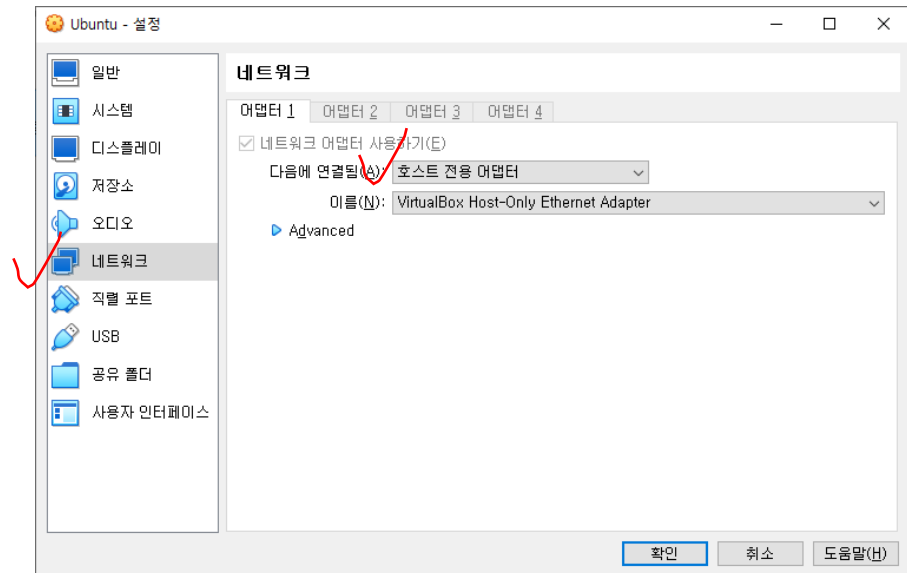 Ubuntu - 설정
일반
시스템
디스플레이
저장소
오디오
네트워크
직렬 포트
USB
공유 폴더
사용자 인터페이스
네트워크
어댑터 1 어댑터 2 어댑터 3 어댑터 4
네트워크 어댑터 사용하기(E)
다음에 연결됨(A): 호스트 전용 어댑터
이름(N): VirtualBox Host-Only Ethernet Adapter
Advanced
확인 취소 도움말(H)